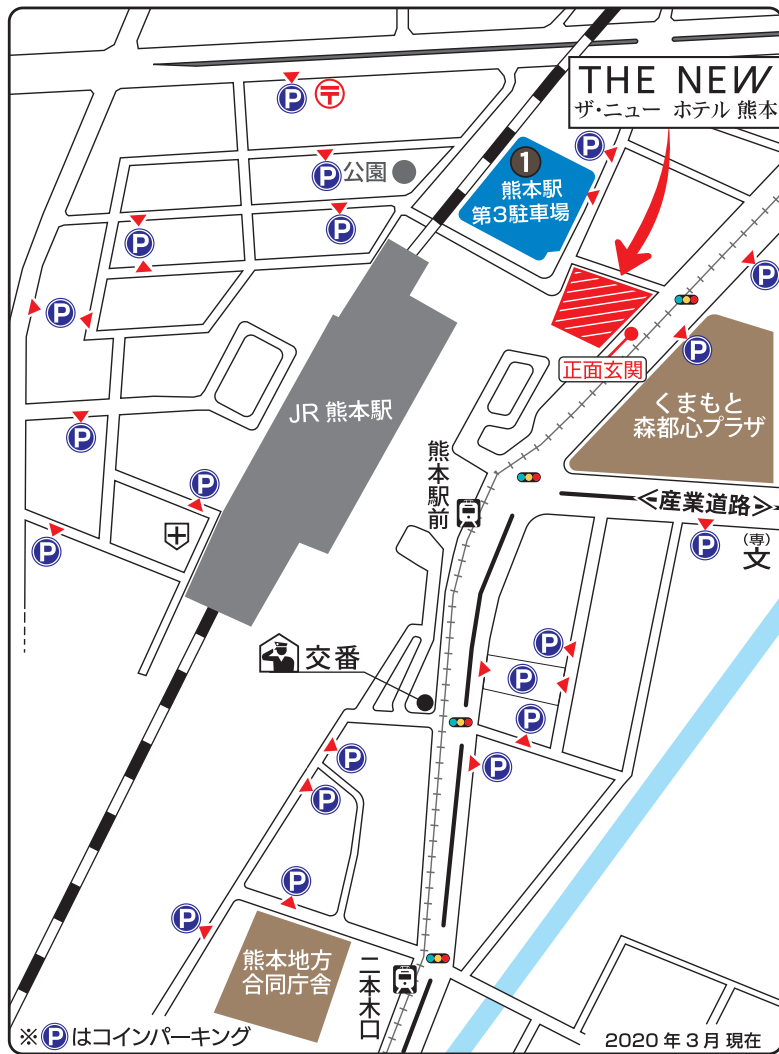 THE NEW
ザ・ニュー ホテル 熊本
P
〒
P
公園
1
熊本駅
第3駐車場
P
P
P
P
P
P
正面玄関
くまもと
森都心プラザ
JR 熊本駅
P
熊本駅前
P
<<産業道路>>
P
P
(専)
文
交番
P
P
P
P
P
P
P
P
熊本地方
合同庁舎
二本木口
※Pはコインパーキング
2020年3月 現在